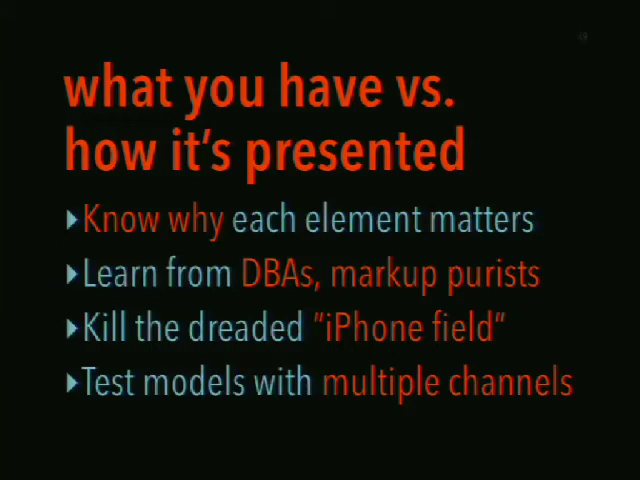 what you have vs.
how it's presented
Know why each element matters
Learn from DBAs, markup purists
Kill the dreaded "iPhone field"
Test models with multiple channels